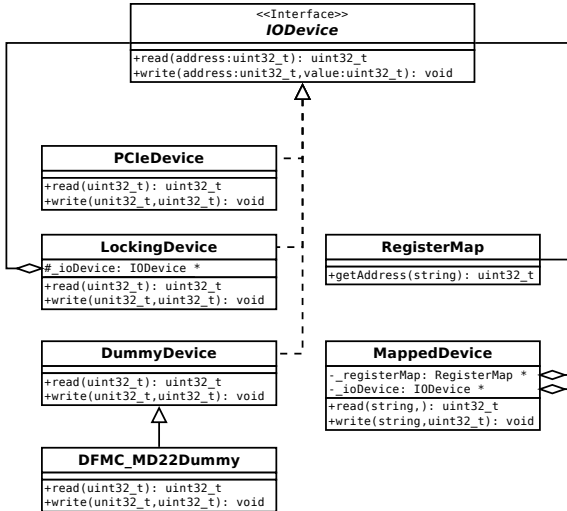 <<Interface>>
IODevice
+read(address:uint32_t): uint32_t
+write(address:unit32_t,value:uint32_t): void
PCIeDevice
+read(uint32_t): uint32_t
+write(unit32_t,uint32_t): void
LockingDevice
#_ioDevice: IODevice *
+read(uint32_t): uint32_t
+write(unit32_t,uint32_t): void
RegisterMap
+getAddress(string): uint32_t
DummyDevice
+read(uint32_t): uint32_t
+write(unit32_t,uint32_t): void
MappedDevice
-_registerMap: RegisterMap *
-_ioDevice: IODevice *
+read(string,): uint32_t
+write(string,uint32_t): void
DFMC_MD22Dummy
+read(uint32_t): uint32_t
+write(unit32_t,uint32_t): void